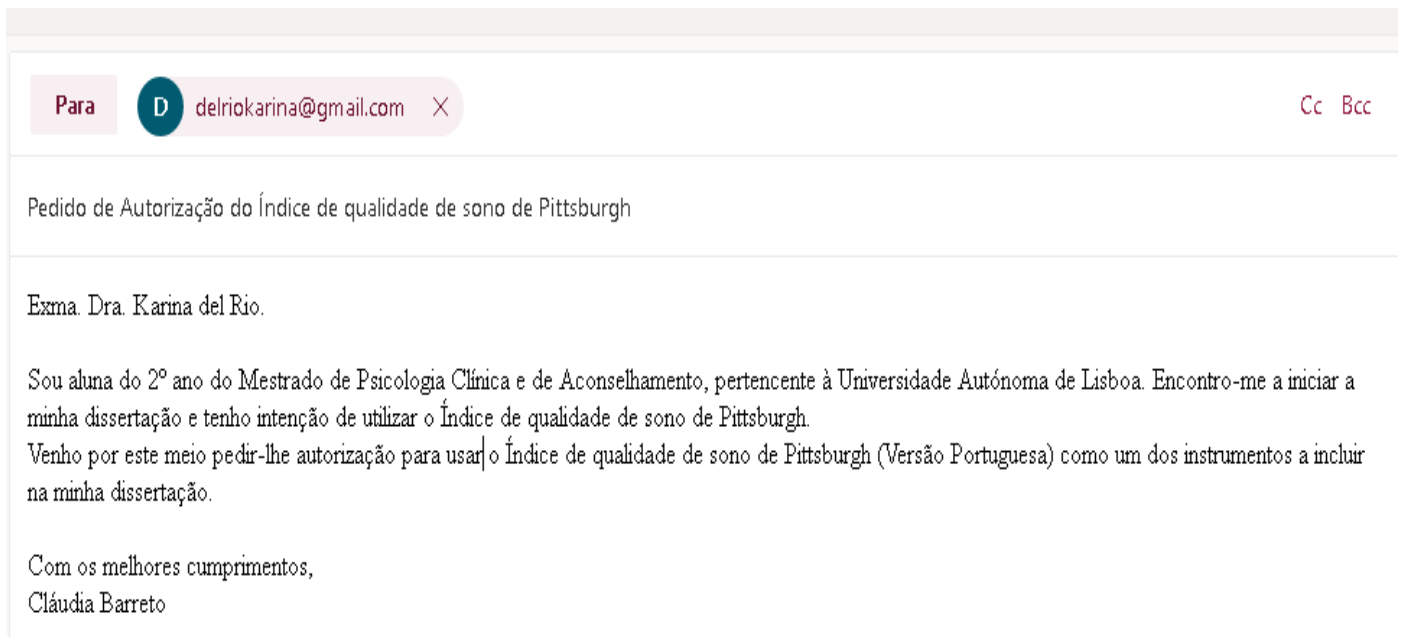 Para D delriokarina@gmail.com Cc Bcc
Pedido de Autorização do Índice de qualidade de sono de Pittsburgh
Exma. Dra. Karina del Rio.
Sou aluna do 2º ano do Mestrado de Psicologia Clínica e de Aconselhamento, pertencente à Universidade Autónoma de Lisboa. Encontro-me a iniciar a
minha dissertação e tenho intenção de utilizar o Índice de qualidade de sono de Pittsburgh.
Venho por este meio pedir-lhe autorização para usar o Índice de qualidade de sono de Pittsburgh (Versão Portuguesa) como um dos instrumentos a incluir
na minha dissertação.
Com os melhores cumprimentos,
Cláudia Barreto